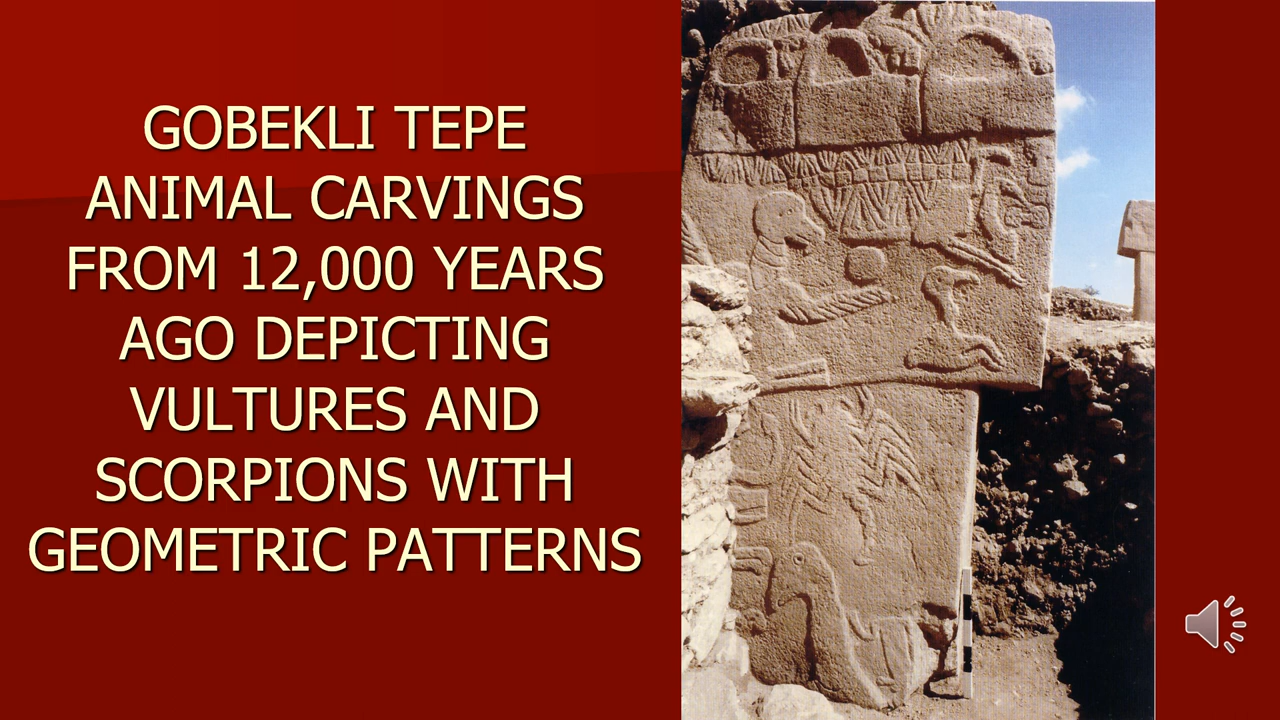 GOBEKLI TEPE
ANIMAL CARVINGS
FROM 12,000 YEARS
AGO DEPICTING
VULTURES AND
SCORPIONS WITH
GEOMETRIC PATTERNS